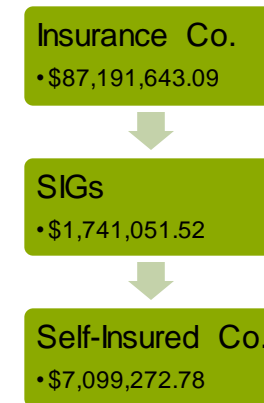 Insurance Co.
• $87,191,643.09
SIGs
• $1,741,051.52
Self-Insured Co.
• $7,099,272.78